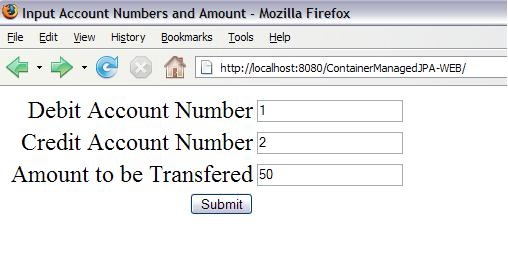 Input Account Numbers and Amount - Mozilla Firefox
File Edit View History Bookmarks Tools Help
http://localhost:8080/ContainerManagedJPA-WEB/
Debit Account Number 1
Credit Account Number 2
Amount to be Transfered 50
Submit